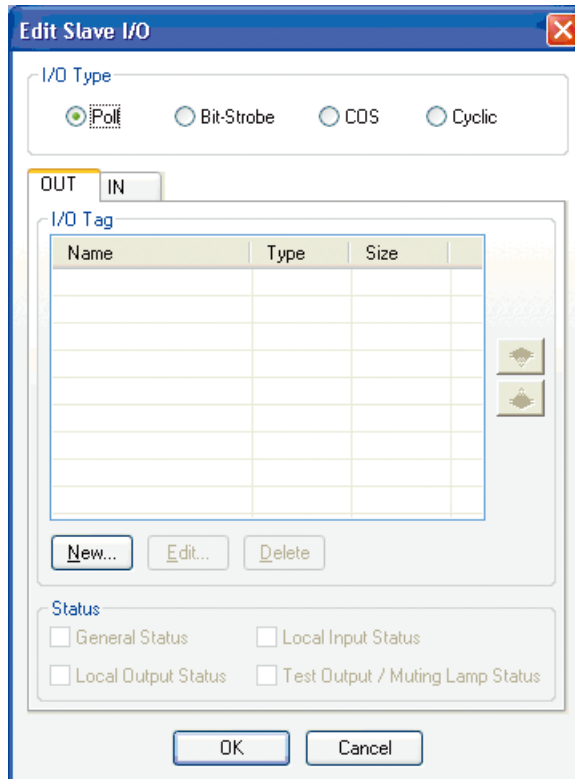 Edit Slave I/O
I/O Type
Poll Bit-Strobe COS Cyclic
OUT IN
I/O Tag
Name Type Size
New... Edit... Delete
Status
General Status Local Input Status
Local Output Status Test Output / Muting Lamp Status
OK Cancel